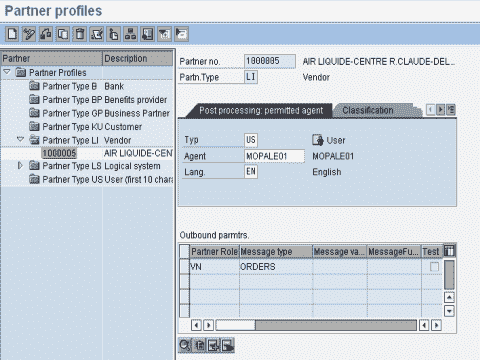 Partner profiles
Partner Description
Partner Profiles
Partner Type B Bank
Partner Type BP Benefits provider
Partner Type GP Business Partner
Partner Type KU Customer
Partner Type LI Vendor
1000005 AIR LIQUIDE-CEN
Partner Type LS Logical system
Partner Type US User (first 10 chara
Partner no. 1000005 AIR LIQUIDE-CENTRE R.CLAUDE-DEL...
Partn.Type LI Vendor
Post processing: permitted agent Classification
Typ US User
Agent MOPALE01 MOPALE01
Lang. EN English
Outbound parmtrs.
Partner Role Message type Message va... MessageFu... Test
VN ORDERS